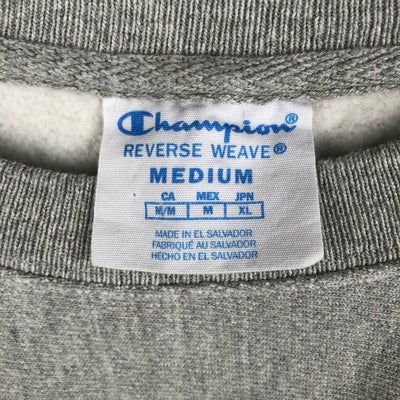 Champion®
REVERSE WEAVE®
MEDIUM
CA MEX JPN
M/M M XL
MADE IN EL SALVADOR
FABRIQUÉ AU SALVADOR
HECHO EN EL SALVADOR